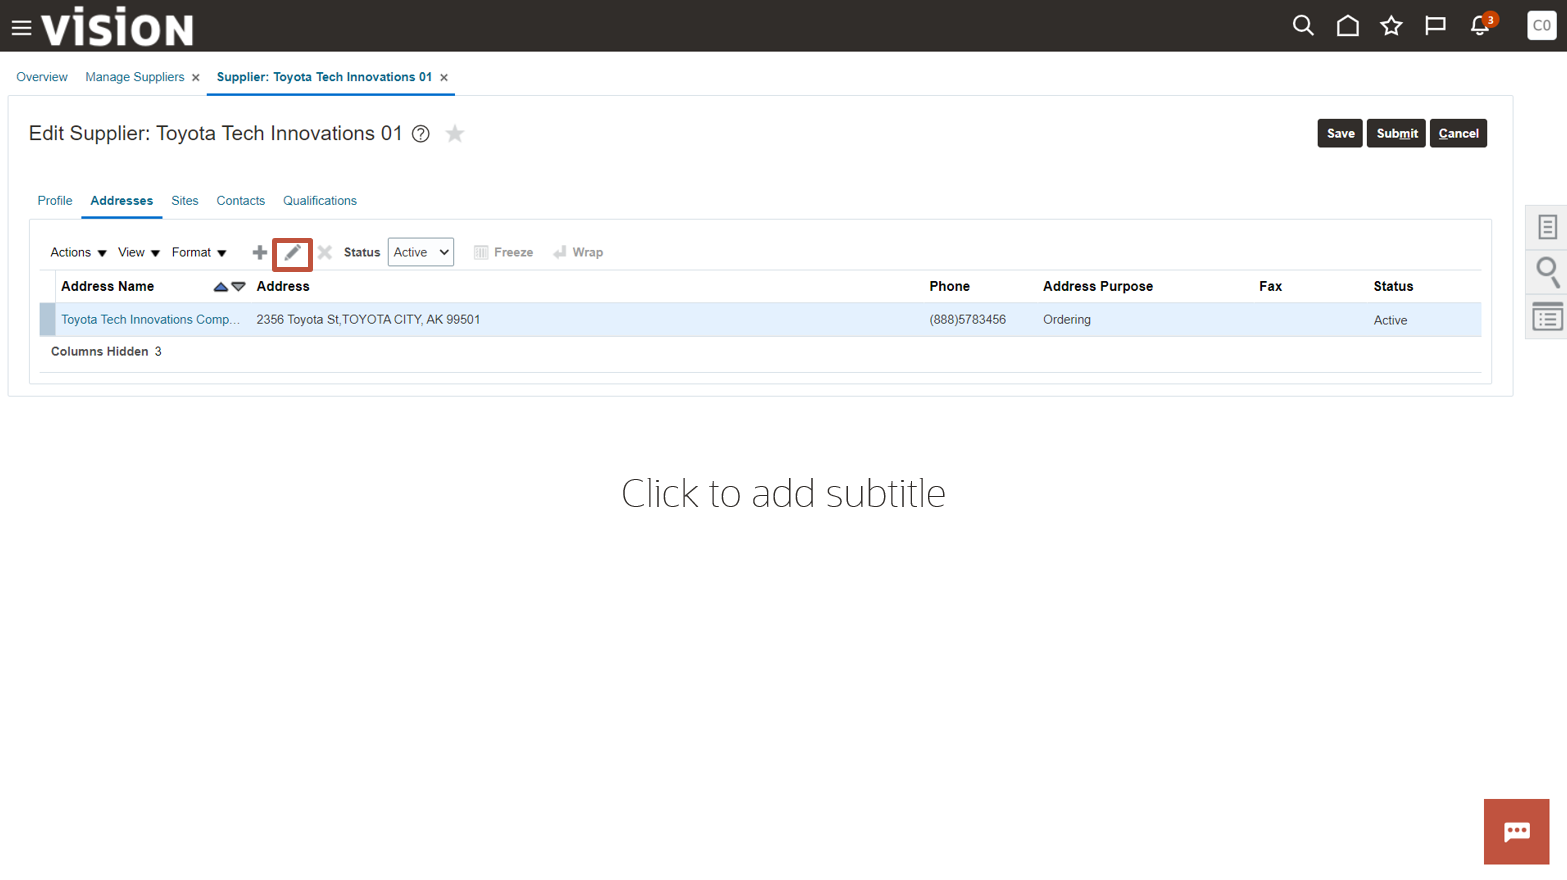 vision
3
C0
Overview Manage Suppliers × Supplier: Toyota Tech Innovations 01 ×
Edit Supplier: Toyota Tech Innovations 01 ?
Save Submit Cancel
Profile Addresses Sites Contacts Qualifications
Actions View Format Status Active Freeze Wrap
Address Name Address Phone Address Purpose Fax Status
Toyota Tech Innovations Comp... 2356 Toyota St,TOYOTA CITY, AK 99501 (888)5783456 Ordering Active
Columns Hidden 3
Click to add subtitle